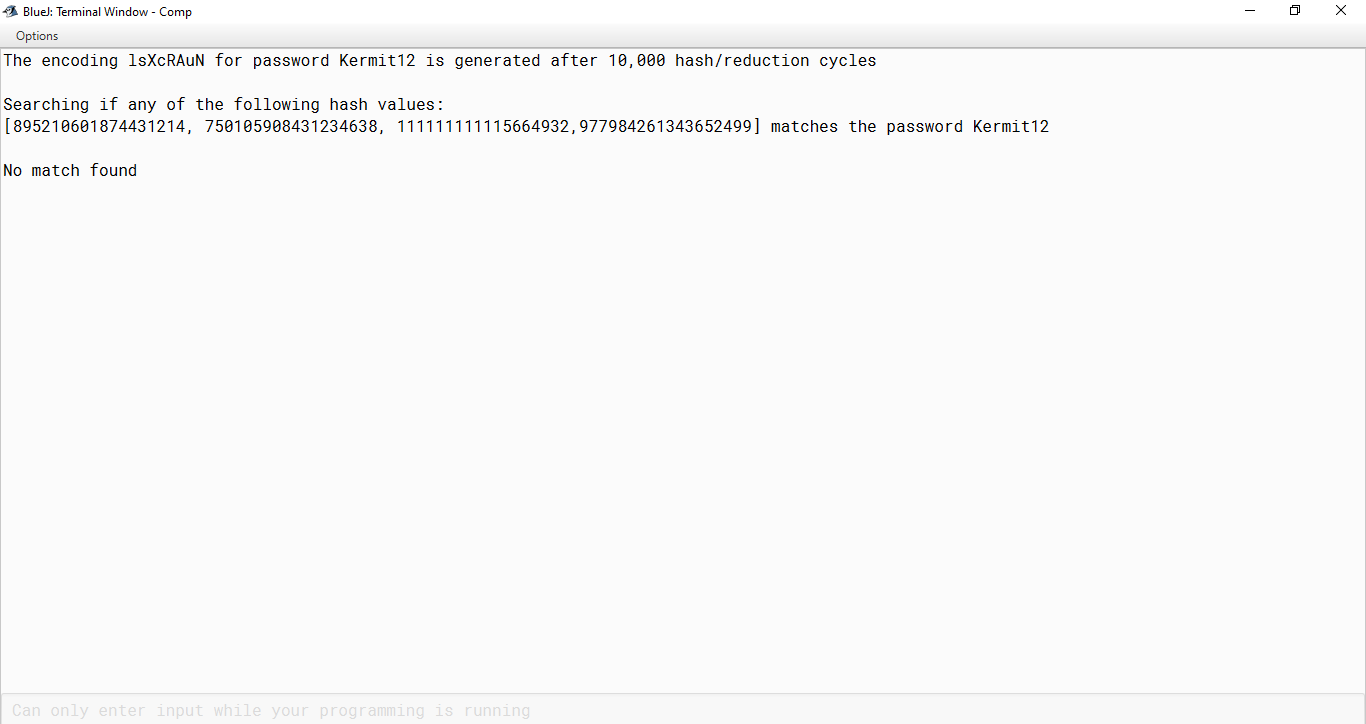 BlueJ: Terminal Window - Comp
Options
The encoding lsXcRAuN for password Kermit12 is generated after 10,000 hash/reduction cycles
Searching if any of the following hash values:
[895210601874431214, 750105908431234638, 111111111115664932,977984261343652499] matches the password Kermit12
No match found
Can only enter input while your programming is running